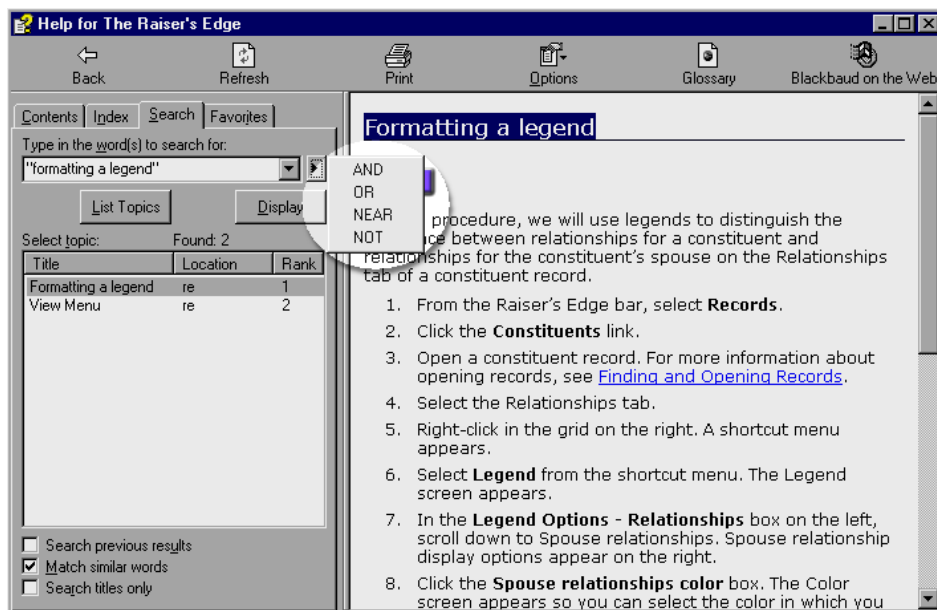 Help for The Raiser's Edge
Back Refresh Print Options Glossary Blackbaud on the Web
Contents Index Search Favorites
Type in the word(s) to search for:
"formatting a legend"
List Topics Display
Select topic: Found: 2
Title Location Rank
Formatting a legend re 1
View Menu re 2
Search previous results
Match similar words
Search titles only
AND
OR
NEAR
NOT
Formatting a legend
procedure, we will use legends to distinguish the
between relationships for a constituent and
relationships for the constituent's spouse on the Relationships
tab of a constituent record.
1. From the Raiser's Edge bar, select Records.
2. Click the Constituents link.
3. Open a constituent record. For more information about
opening records, see Finding and Opening Records.
4. Select the Relationships tab.
5. Right-click in the grid on the right. A shortcut menu
appears.
6. Select Legend from the shortcut menu. The Legend
screen appears.
7. In the Legend Options - Relationships box on the left,
scroll down to Spouse relationships. Spouse relationship
display options appear on the right.
8. Click the Spouse relationships color box. The Color
screen appears so you can select the color in which you